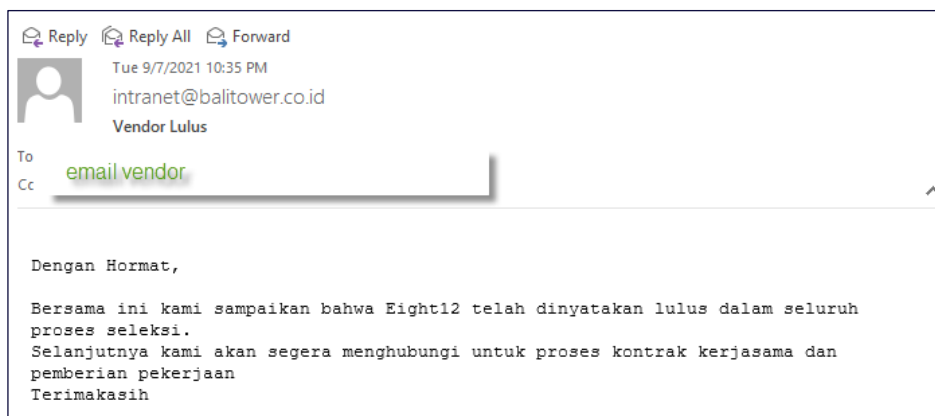 Reply Reply All Forward
Tue 9/7/2021 10:35 PM
intranet@balitower.co.id
Vendor Lulus
To
email vendor
Cc
Dengan Hormat,
Bersama ini kami sampaikan bahwa Eight12 telah dinyatakan lulus dalam seluruh
proses seleksi.
Selanjutnya kami akan segera menghubungi untuk proses kontrak kerjasama dan
pemberian pekerjaan
Terimakasih